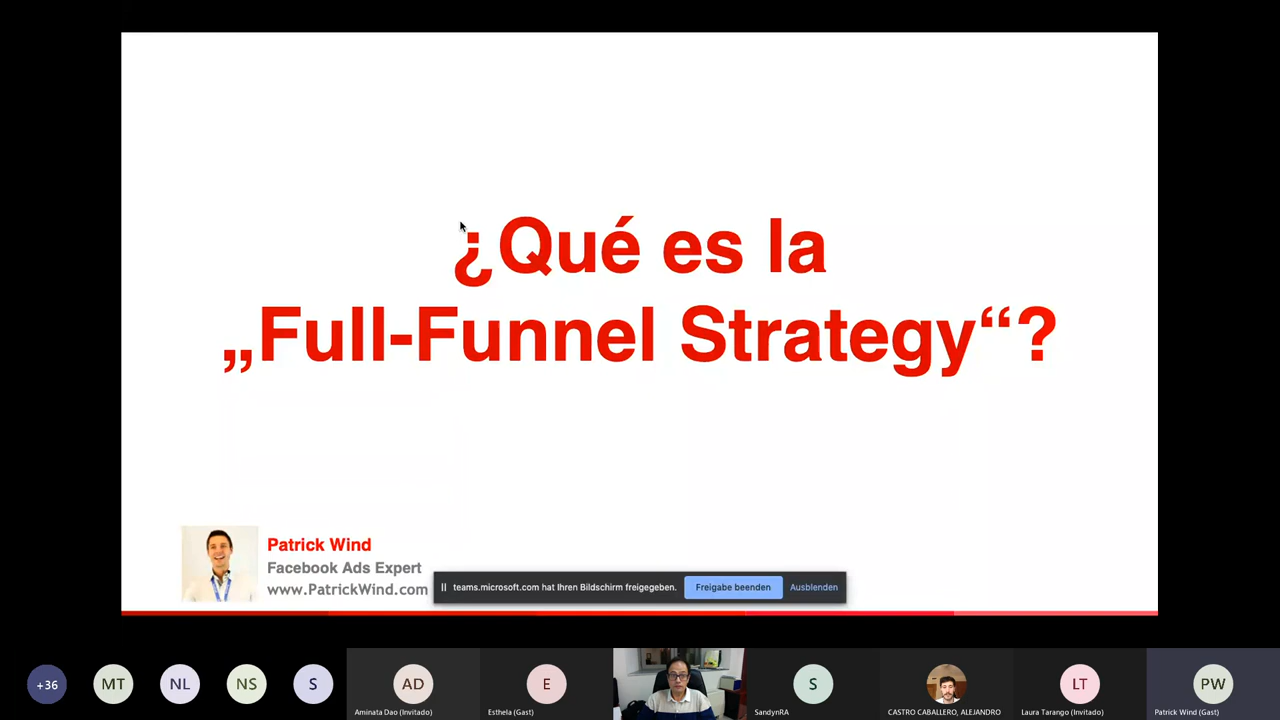 ¿Qué es la
„Full-Funnel Strategy“?
Patrick Wind
Facebook Ads Expert
www.PatrickWind.com
teams.microsoft.com hat Ihren Bildschirm freigegeben. Freigabe beenden Ausblenden
+36 MT NL NS S AD E S LT PW
Aminata Dao (Invitado) Esthela (Gast) SandynRA CASTRO CABALLERO, ALEJANDRO Laura Tarango (Invitado) Patrick Wind (Gast)